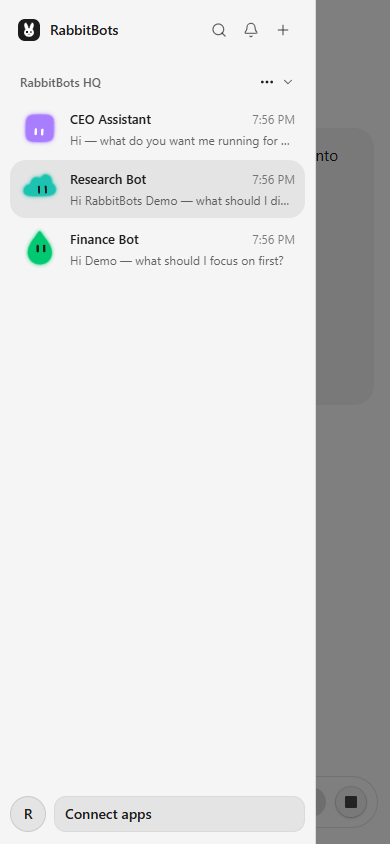 RabbitBots
RabbitBots HQ
CEO Assistant 7:56 PM
Hi — what do you want me running for ...
Research Bot 7:56 PM
Hi RabbitBots Demo — what should I di...
Finance Bot 7:56 PM
Hi Demo — what should I focus on first?
nto
R Connect apps